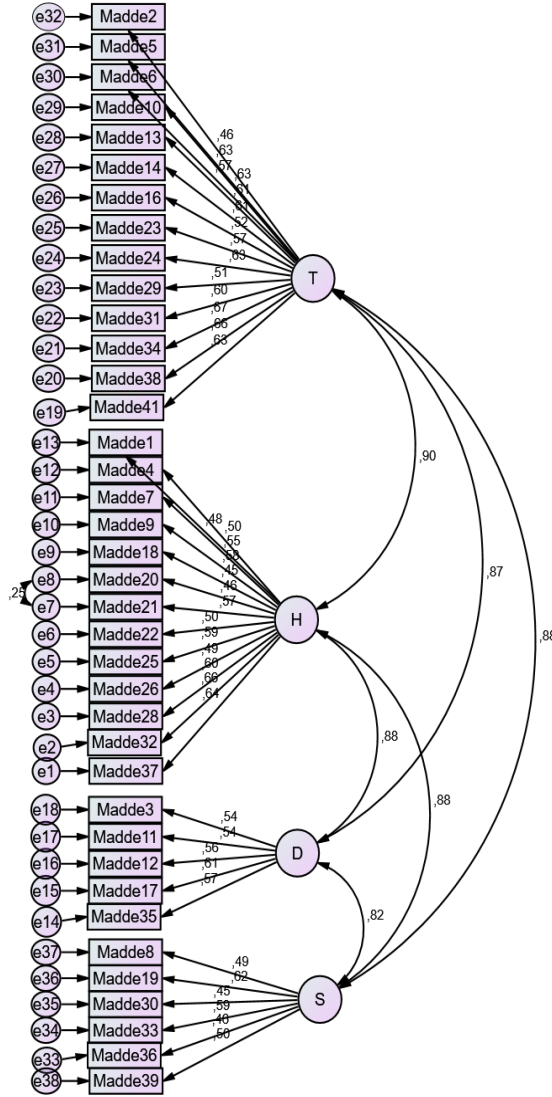 e32 Madde2
e31 Madde5
e30 Madde6
e29 Madde10
e28 Madde13
e27 Madde14
e26 Madde16
e25 Madde23
e24 Madde24
e23 Madde29
e22 Madde31
e21 Madde34
e20 Madde38
e19 Madde41
,46
,63
,57
,63
,61
,52
,57
,63
,51
,60
,67
,66
,63
T
e13 Madde1
e12 Madde4
e11 Madde7
e10 Madde9
e9 Madde18
e8 Madde20
e7 Madde21
e6 Madde22
e5 Madde25
e4 Madde26
e3 Madde28
e2 Madde32
e1 Madde37
,25
,48
,50
,55
,45
,46
,57
,50
,59
,49
,66
,64
H
,90
,87
,88
e18 Madde3
e17 Madde11
e16 Madde12
e15 Madde17
e14 Madde35
,54
,54
,56
,61
,57
D
,88
,88
,82
e37 Madde8
e36 Madde19
e35 Madde30
e34 Madde33
e33 Madde36
e38 Madde39
,49
,62
,45
,59
,50
S